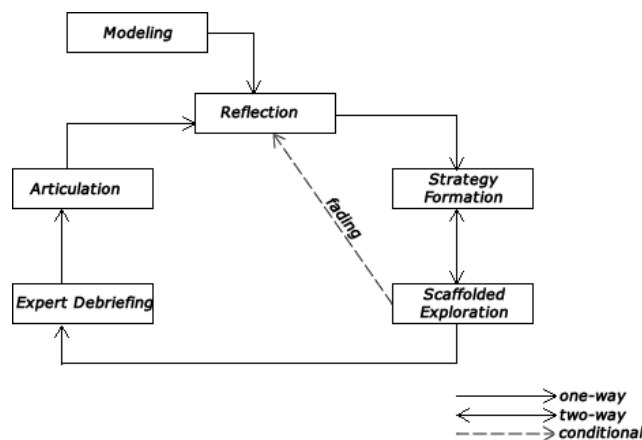 Modeling
Reflection
Articulation
Strategy
Formation
fading
Expert Debriefing
Scaffolded
Exploration
one-way
two-way
conditional